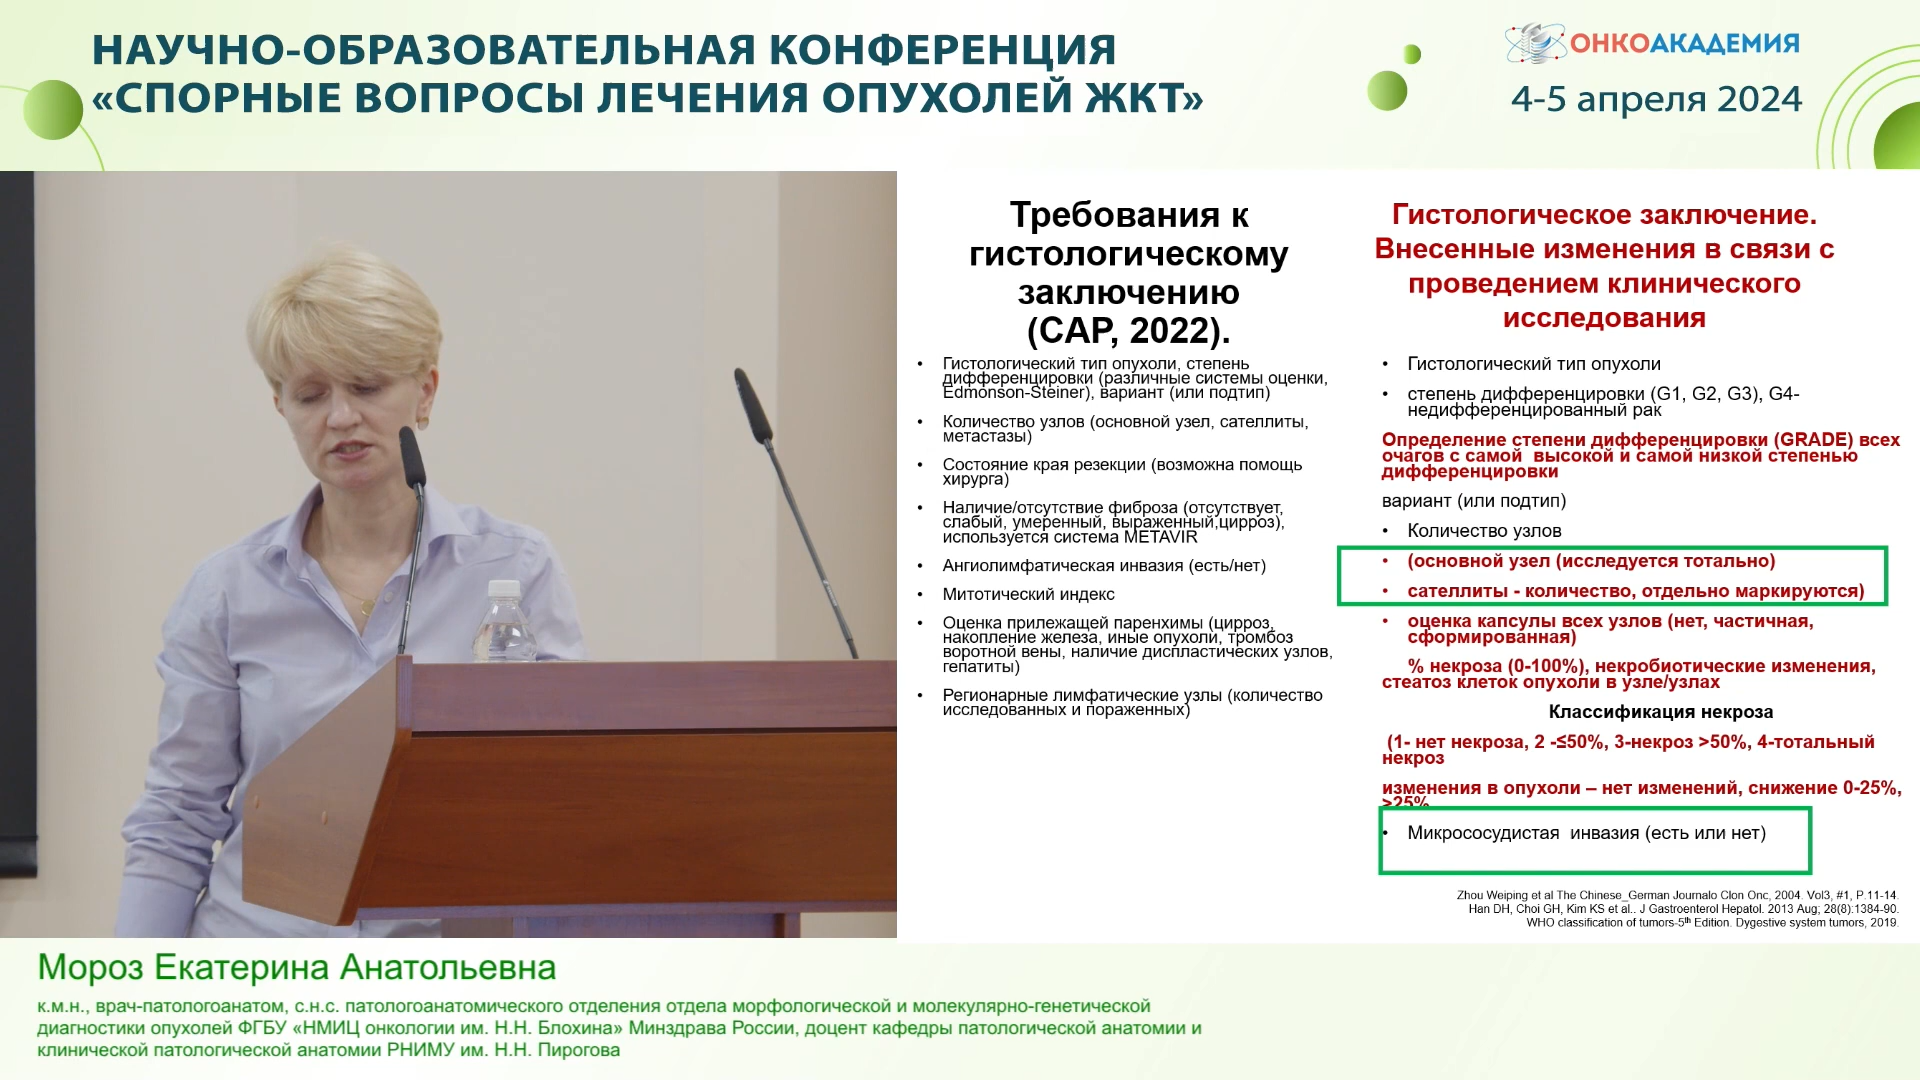 НАУЧНО-ОБРАЗОВАТЕЛЬНАЯ КОНФЕРЕНЦИЯ
«СПОРНЫЕ ВОПРОСЫ ЛЕЧЕНИЯ ОПУХОЛЕЙ ЖКТ»
ОНКОАКАДЕМИЯ
4-5 апреля 2024
Требования к
гистологическому
заключению
(CAP, 2022).
• Гистологический тип опухоли, степень
дифференцировки (различные системы оценки,
Edmonson-Steiner), вариант (или подтип)
• Количество узлов (основной узел, сателлиты,
метастазы)
• Состояние края резекции (возможна помощь
хирурга)
• Наличие/отсутствие фиброза (отсутствует,
слабый, умеренный, выраженный,цирроз),
используется система METAVIR
• Ангиолимфатическая инвазия (есть/нет)
• Митотический индекс
• Оценка прилежащей паренхимы (цирроз,
накопление железа, иные опухоли, тромбоз
воротной вены, наличие диспластических узлов,
гепатиты)
• Регионарные лимфатические узлы (количество
исследованных и пораженных)
Гистологическое заключение.
Внесенные изменения в связи с
проведением клинического
исследования
• Гистологический тип опухоли
• степень дифференцировки (G1, G2, G3), G4-
недифференцированный рак
Определение степени дифференцировки (GRADE) всех
очагов с самой высокой и самой низкой степенью
дифференцировки
вариант (или подтип)
• Количество узлов
• (основной узел (исследуется тотально)
• сателлиты - количество, отдельно маркируются)
• оценка капсулы всех узлов (нет, частичная,
сформированная)
% некроза (0-100%), некробиотические изменения,
стеатоз клеток опухоли в узле/узлах
Классификация некроза
(1- нет некроза, 2 -≤50%, 3-некроз >50%, 4-тотальный
некроз
изменения в опухоли – нет изменений, снижение 0-25%,
>25%
• Микрососудистая инвазия (есть или нет)
Zhou Weiping et al The Chinese_German Journalo Clon Onc, 2004. Vol3, #1, P.11-14.
Han DH, Choi GH, Kim KS et al.. J Gastroenterol Hepatol. 2013 Aug; 28(8):1384-90.
WHO classification of tumors-5th Edition. Dygestive system tumors, 2019.
Мороз Екатерина Анатольевна
к.м.н., врач-патологоанатом, с.н.с. патологоанатомического отделения отдела морфологической и молекулярно-генетической
диагностики опухолей ФГБУ «НМИЦ онкологии им. Н.Н. Блохина» Минздрава России, доцент кафедры патологической анатомии и
клинической патологической анатомии РНИМУ им. Н.Н. Пирогова